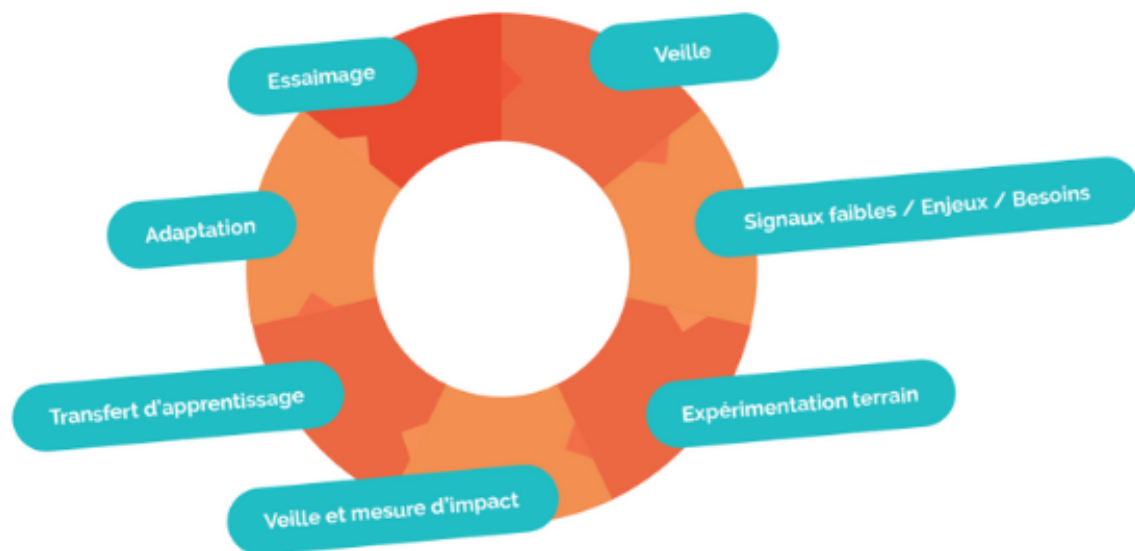 Essaimage
Veille
Signaux faibles / Enjeux / Besoins
Adaptation
Expérimentation terrain
Transfert d'apprentissage
Veille et mesure d'impact